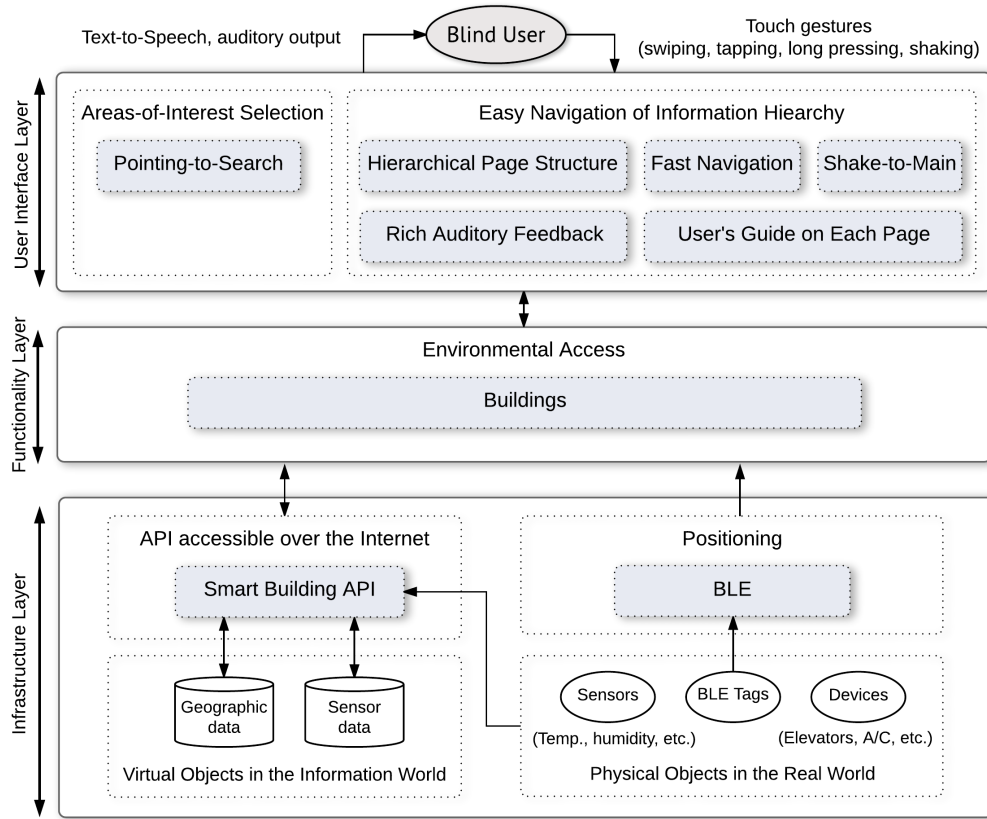 Text-to-Speech, auditory output
Blind User
Touch gestures
(swiping, tapping, long pressing, shaking)
User Interface Layer
Areas-of-Interest Selection
Pointing-to-Search
Easy Navigation of Information Hiearchy
Hierarchical Page Structure
Fast Navigation
Shake-to-Main
Rich Auditory Feedback
User's Guide on Each Page
Functionality Layer
Environmental Access
Buildings
Infrastructure Layer
API accessible over the Internet
Smart Building API
Positioning
BLE
Geographic
data
Sensor
data
Virtual Objects in the Information World
Sensors
(Temp., humidity, etc.)
BLE Tags
Devices
(Elevators, A/C, etc.)
Physical Objects in the Real World